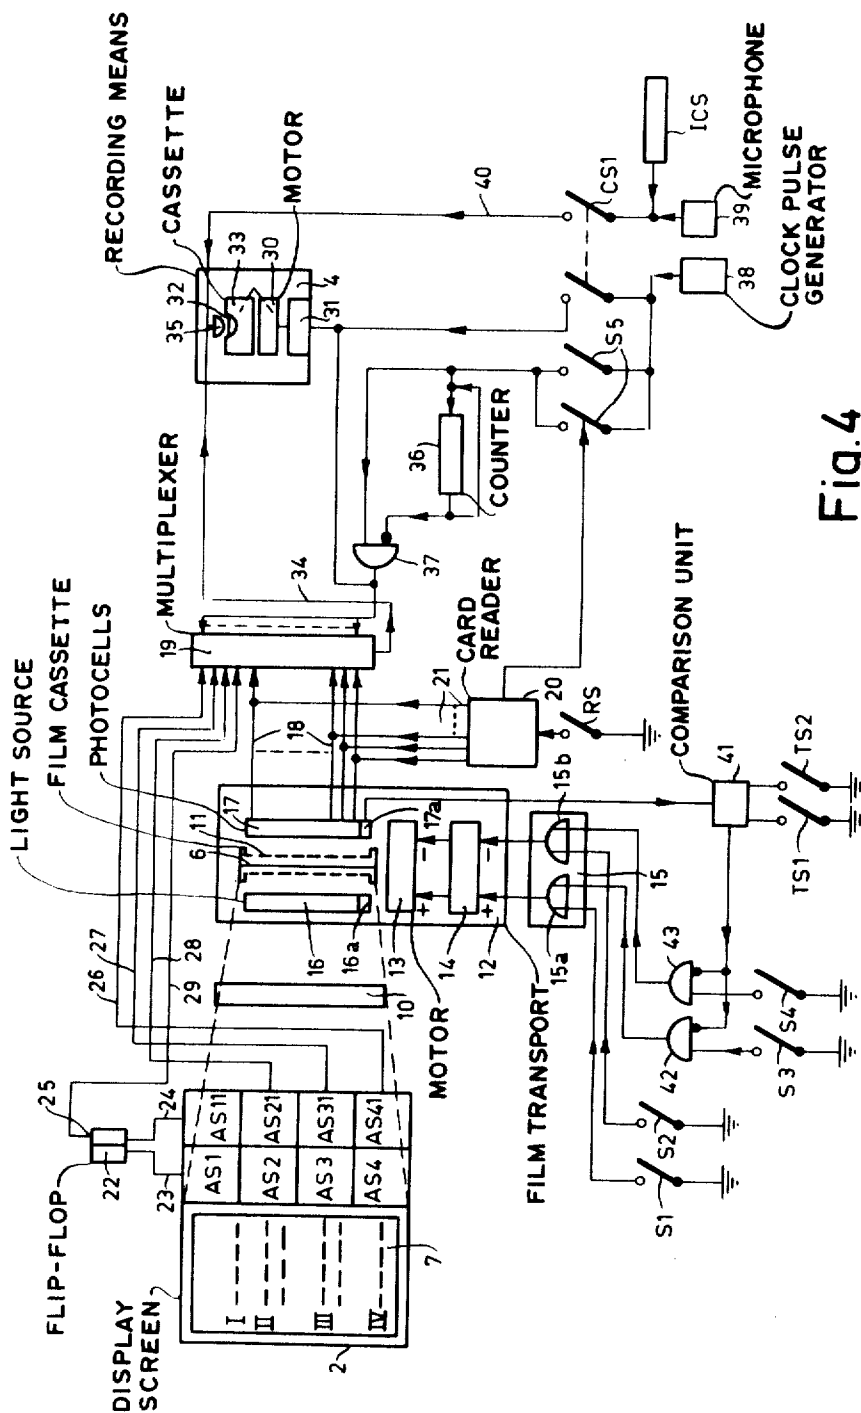 RECORDING MEANS
CASSETTE
MOTOR
35
32
33
30
4
31
40
CS1
ICS
39
MICROPHONE
38
CLOCK PULSE
GENERATOR
S5
36
COUNTER
37
34
MULTIPLEXER
19
LIGHT SOURCE
FILM CASSETTE
PHOTOCELLS
18
21
CARD
READER
20
RS
17
11
6
17a
16
16a
13
14
12
+
-
+
-
15b
15
15a
10
MOTOR
FILM TRANSPORT
COMPARISON UNIT
41
TS1
TS2
43
42
S4
S3
S2
S1
26
27
28
29
25
24
22
23
FLIP-FLOP
DISPLAY
SCREEN
AS1
AS11
AS2
AS21
AS3
AS31
AS4
AS41
I
II
III
IV
7
2
Fig.4